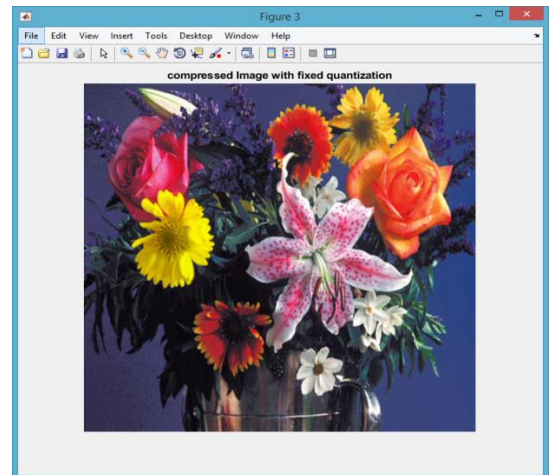 Figure 3
File Edit View Insert Tools Desktop Window Help
compressed Image with fixed quantization